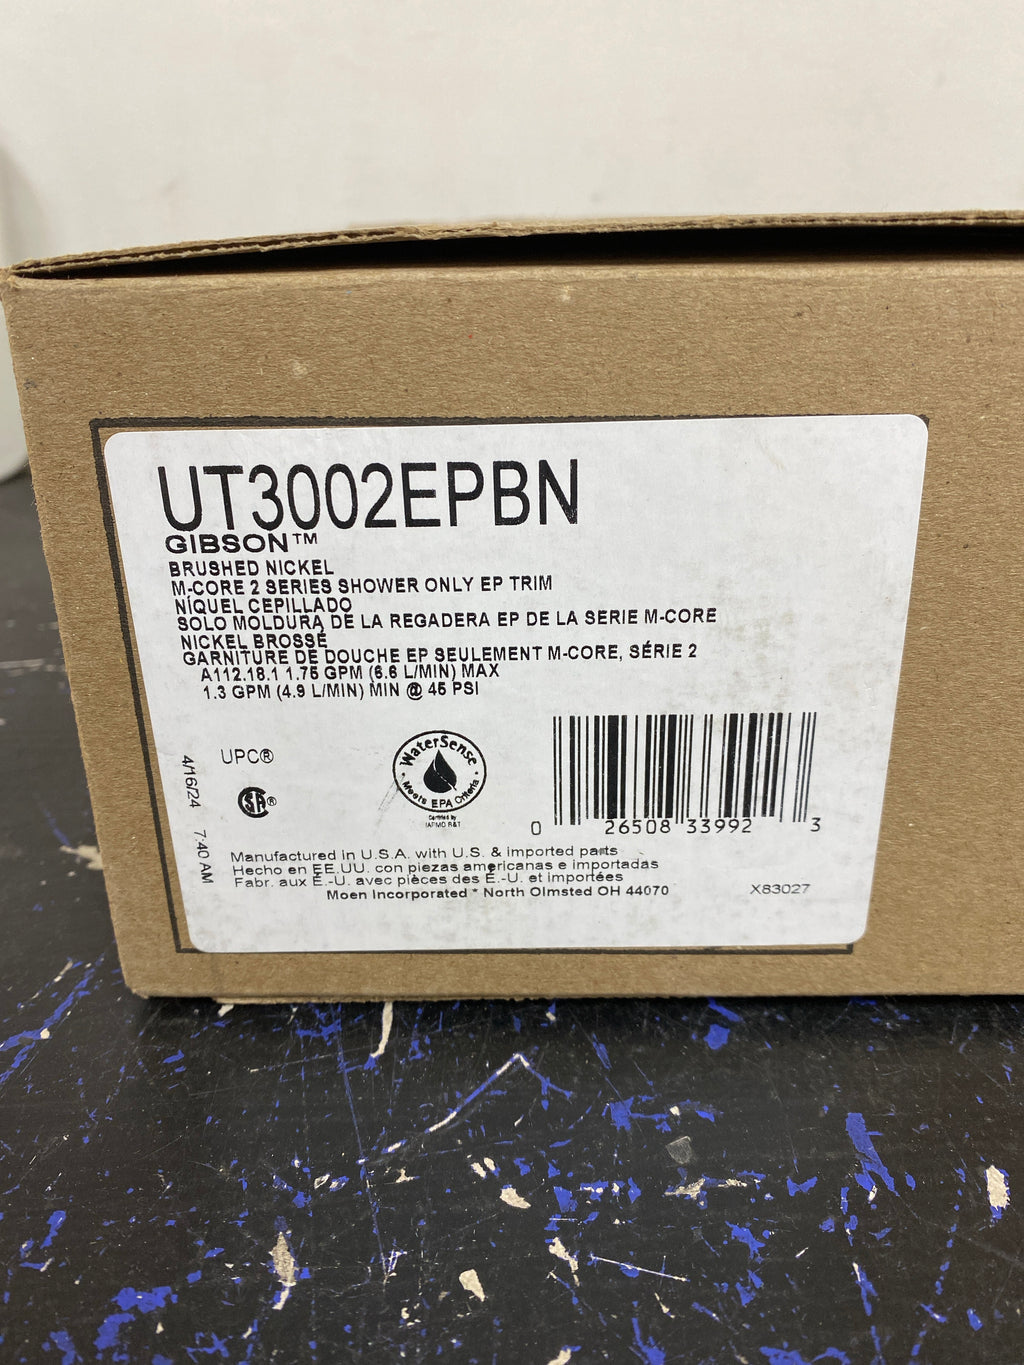 UT3002EPBN
GIBSON™
BRUSHED NICKEL
M-CORE 2 SERIES SHOWER ONLY EP TRIM
NÍQUEL CEPILLADO
SOLO MOLDURA DE LA REGADERA EP DE LA SERIE M-CORE
NICKEL BROSSÉ
GARNITURE DE DOUCHE EP SEULEMENT M-CORE, SÉRIE 2
A112.18.1 1.75 GPM (6.6 L/MIN) MAX
1.3 GPM (4.9 L/MIN) MIN @ 45 PSI
UPC®
SA®
4/16/24 7:40 AM
WaterSense
Meets EPA Criteria
Certified by
IAPMO R&T
0 26508 33992 3
Manufactured in U.S.A. with U.S. & imported parts
Hecho en EE.UU. con piezas americanas e importadas
Fabr. aux É.-U. avec pièces des É.-U. et importées
Moen Incorporated * North Olmsted OH 44070
X83027